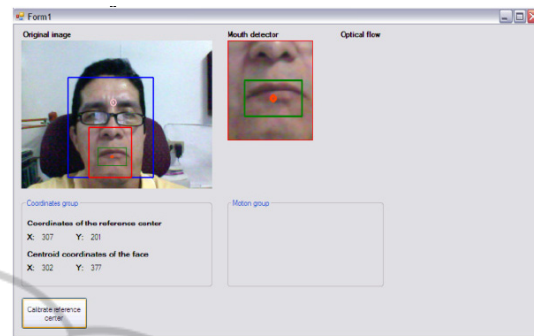 Form1
Original image
Mouth detector
Optical flow
Coordinates group
Coordinates of the reference center
X: 307 Y: 201
Centroid coordinates of the face
X: 302 Y: 377
Motion group
Calibrate reference
center